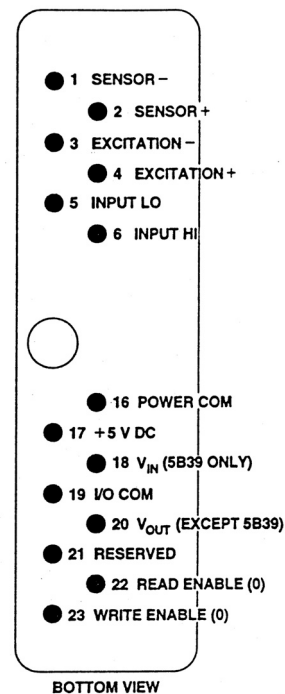 1 SENSOR −
2 SENSOR +
3 EXCITATION −
4 EXCITATION +
5 INPUT LO
6 INPUT HI
16 POWER COM
17 +5 V DC
18 V_IN (5B39 ONLY)
19 I/O COM
20 V_OUT (EXCEPT 5B39)
21 RESERVED
22 READ ENABLE (0)
23 WRITE ENABLE (0)
BOTTOM VIEW